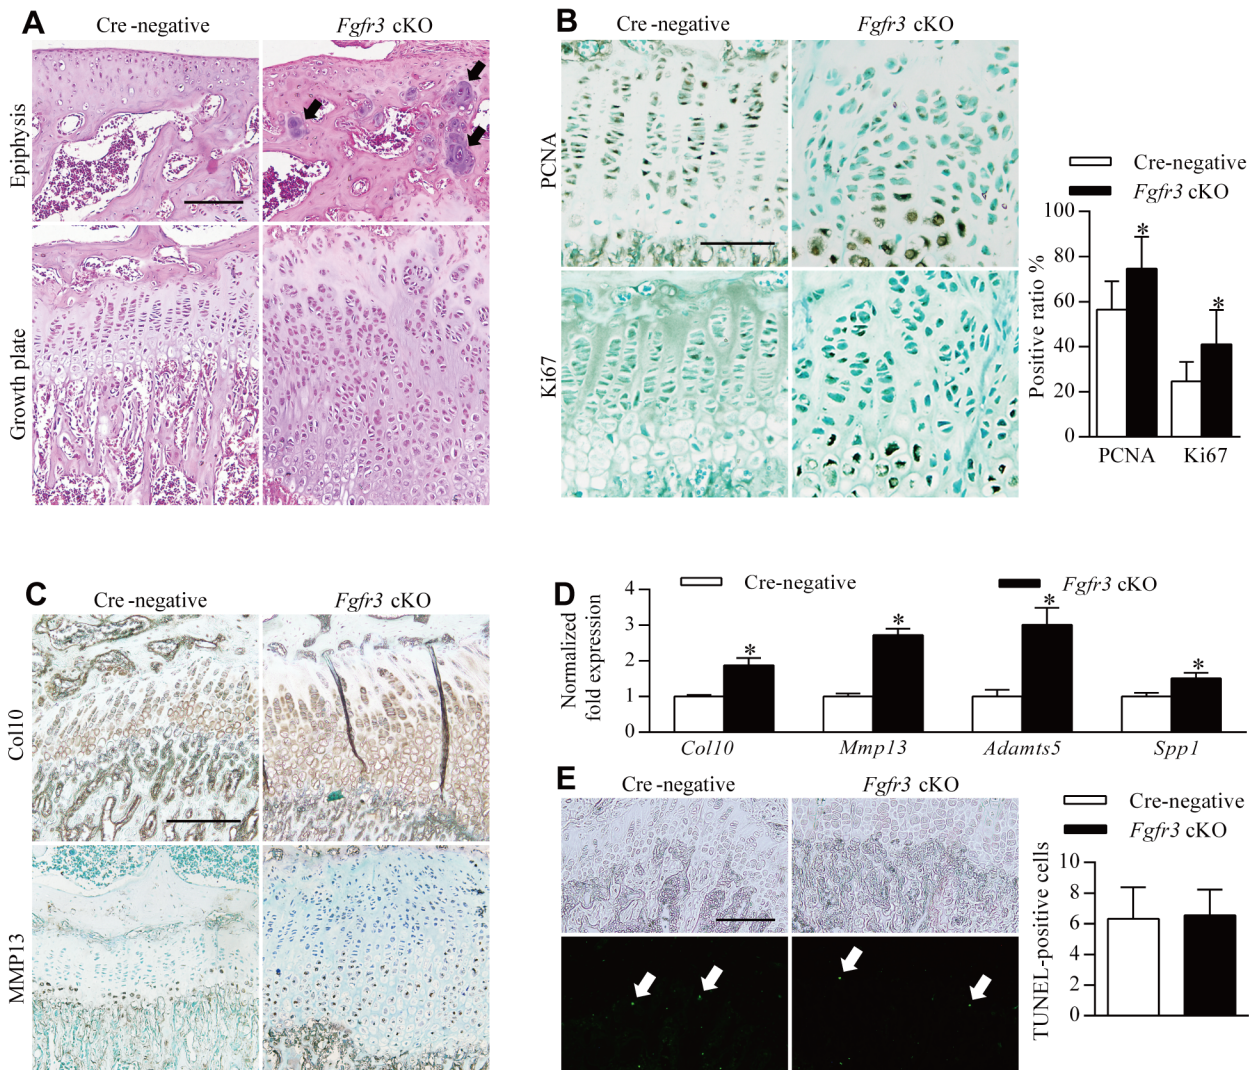 A
Cre-negative
Fgfr3 cKO
Epiphysis
Growth plate
B
Cre-negative
Fgfr3 cKO
PCNA
Ki67
Cre-negative
Fgfr3 cKO
Positive ratio %
100
80
60
40
20
0
*
*
PCNA
Ki67
C
Cre-negative
Fgfr3 cKO
Col10
MMP13
D
Cre-negative
Fgfr3 cKO
Normalized
fold expression
4
3
2
1
0
*
*
*
*
Col10
Mmp13
Adamts5
Spp1
E
Cre-negative
Fgfr3 cKO
Cre-negative
Fgfr3 cKO
TUNEL-positive cells
10
8
6
4
2
0